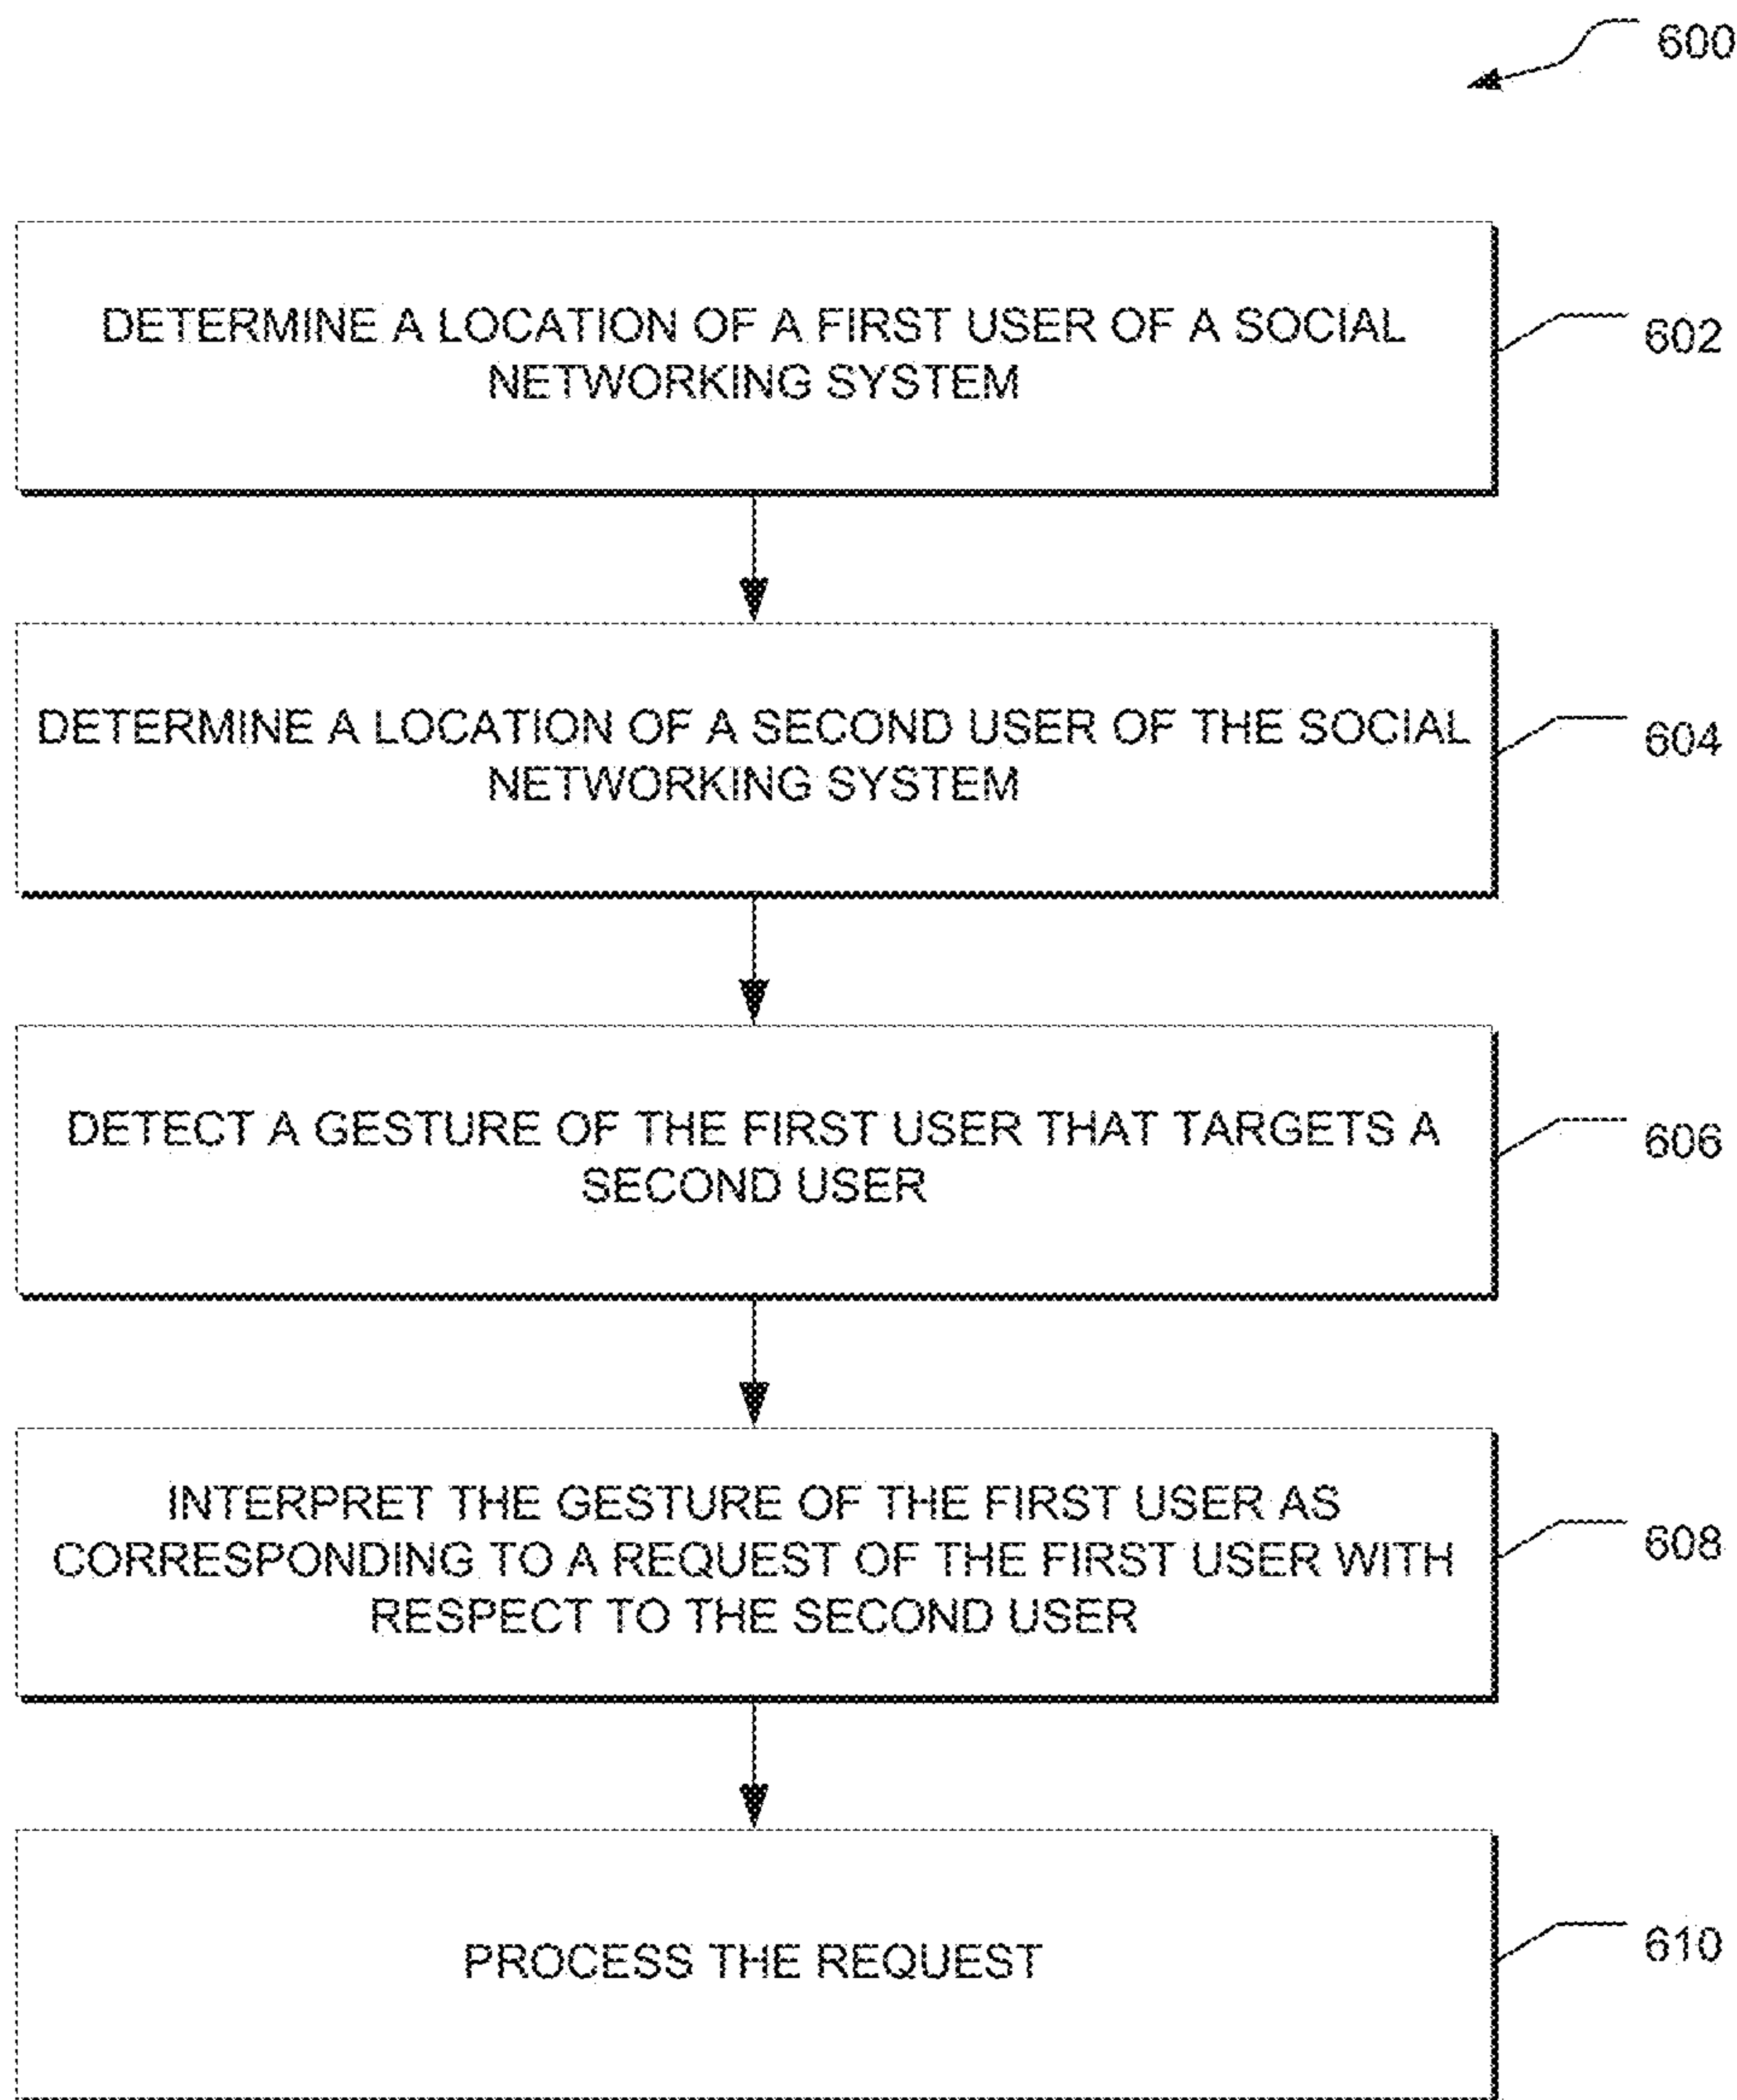 600
DETERMINE A LOCATION OF A FIRST USER OF A SOCIAL
NETWORKING SYSTEM
602
DETERMINE A LOCATION OF A SECOND USER OF THE SOCIAL
NETWORKING SYSTEM
604
DETECT A GESTURE OF THE FIRST USER THAT TARGETS A
SECOND USER
606
INTERPRET THE GESTURE OF THE FIRST USER AS
CORRESPONDING TO A REQUEST OF THE FIRST USER WITH
RESPECT TO THE SECOND USER
608
PROCESS THE REQUEST
610